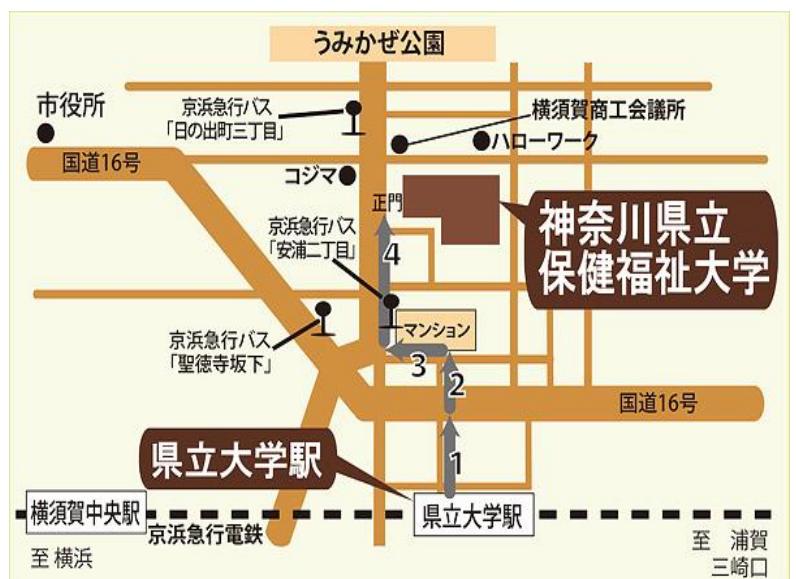 うみかぜ公園
市役所
京浜急行バス
「日の出町三丁目」
横須賀商工会議所
ハローワーク
国道16号
コジマ
正門
神奈川県立
保健福祉大学
京浜急行バス
「安浦二丁目」
4
マンション
京浜急行バス
「聖徳寺坂下」
3
2
国道16号
県立大学駅
1
横須賀中央駅
京浜急行電鉄
県立大学駅
至 横浜
至 浦賀
三崎口